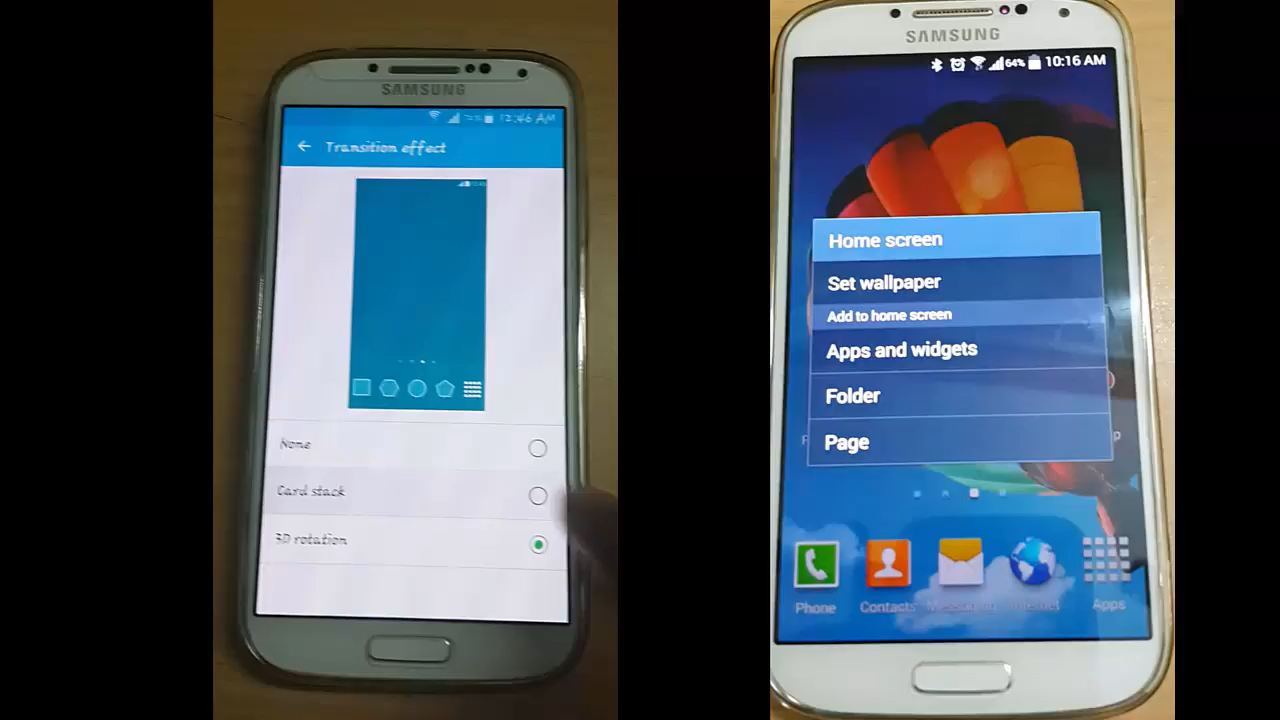 SAMSUNG
12:46 AM
Transition effect
None
Card stack
3D rotation
SAMSUNG
64% 10:16 AM
Home screen
Set wallpaper
Add to home screen
Apps and widgets
Folder
Page
Phone
Contacts
Messaging
Internet
Apps